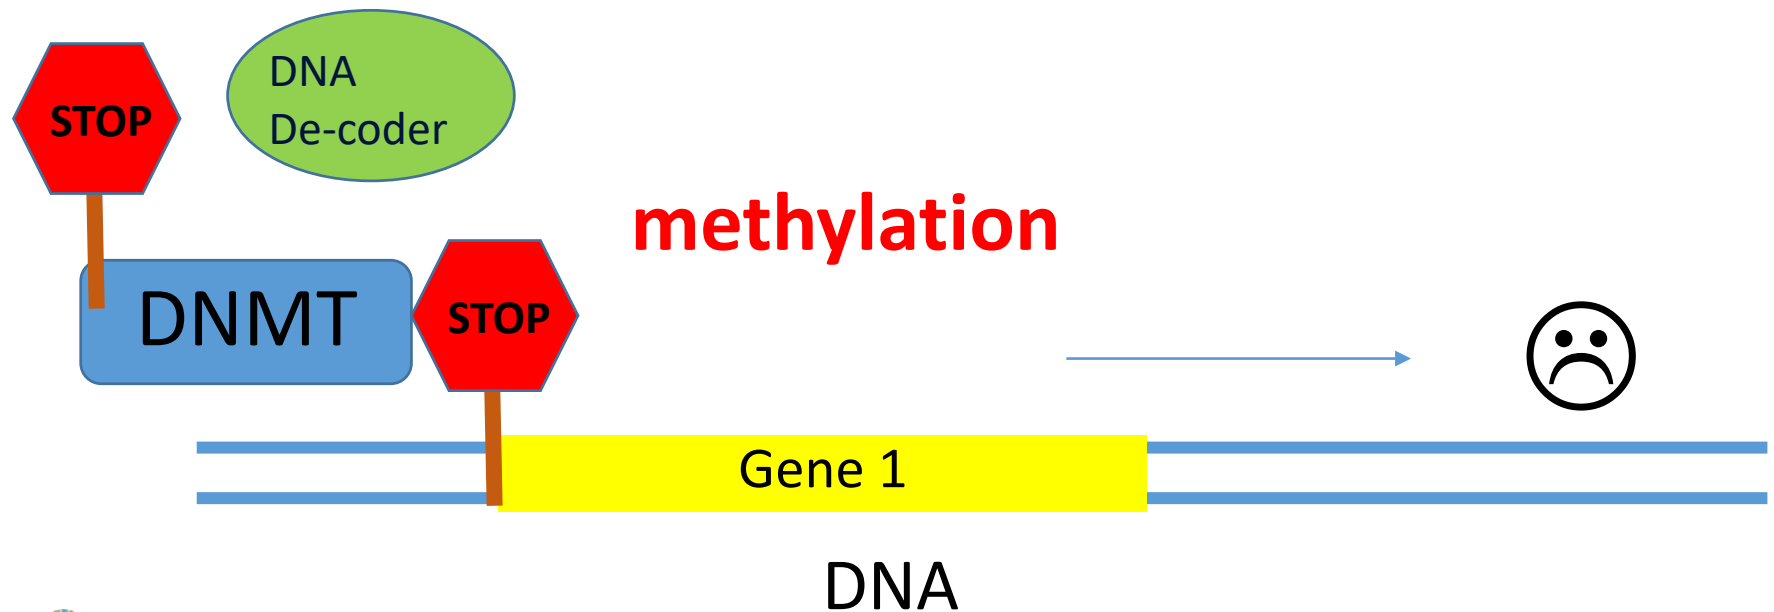 STOP
DNA
De-coder
methylation
DNMT
STOP
Gene 1
DNA